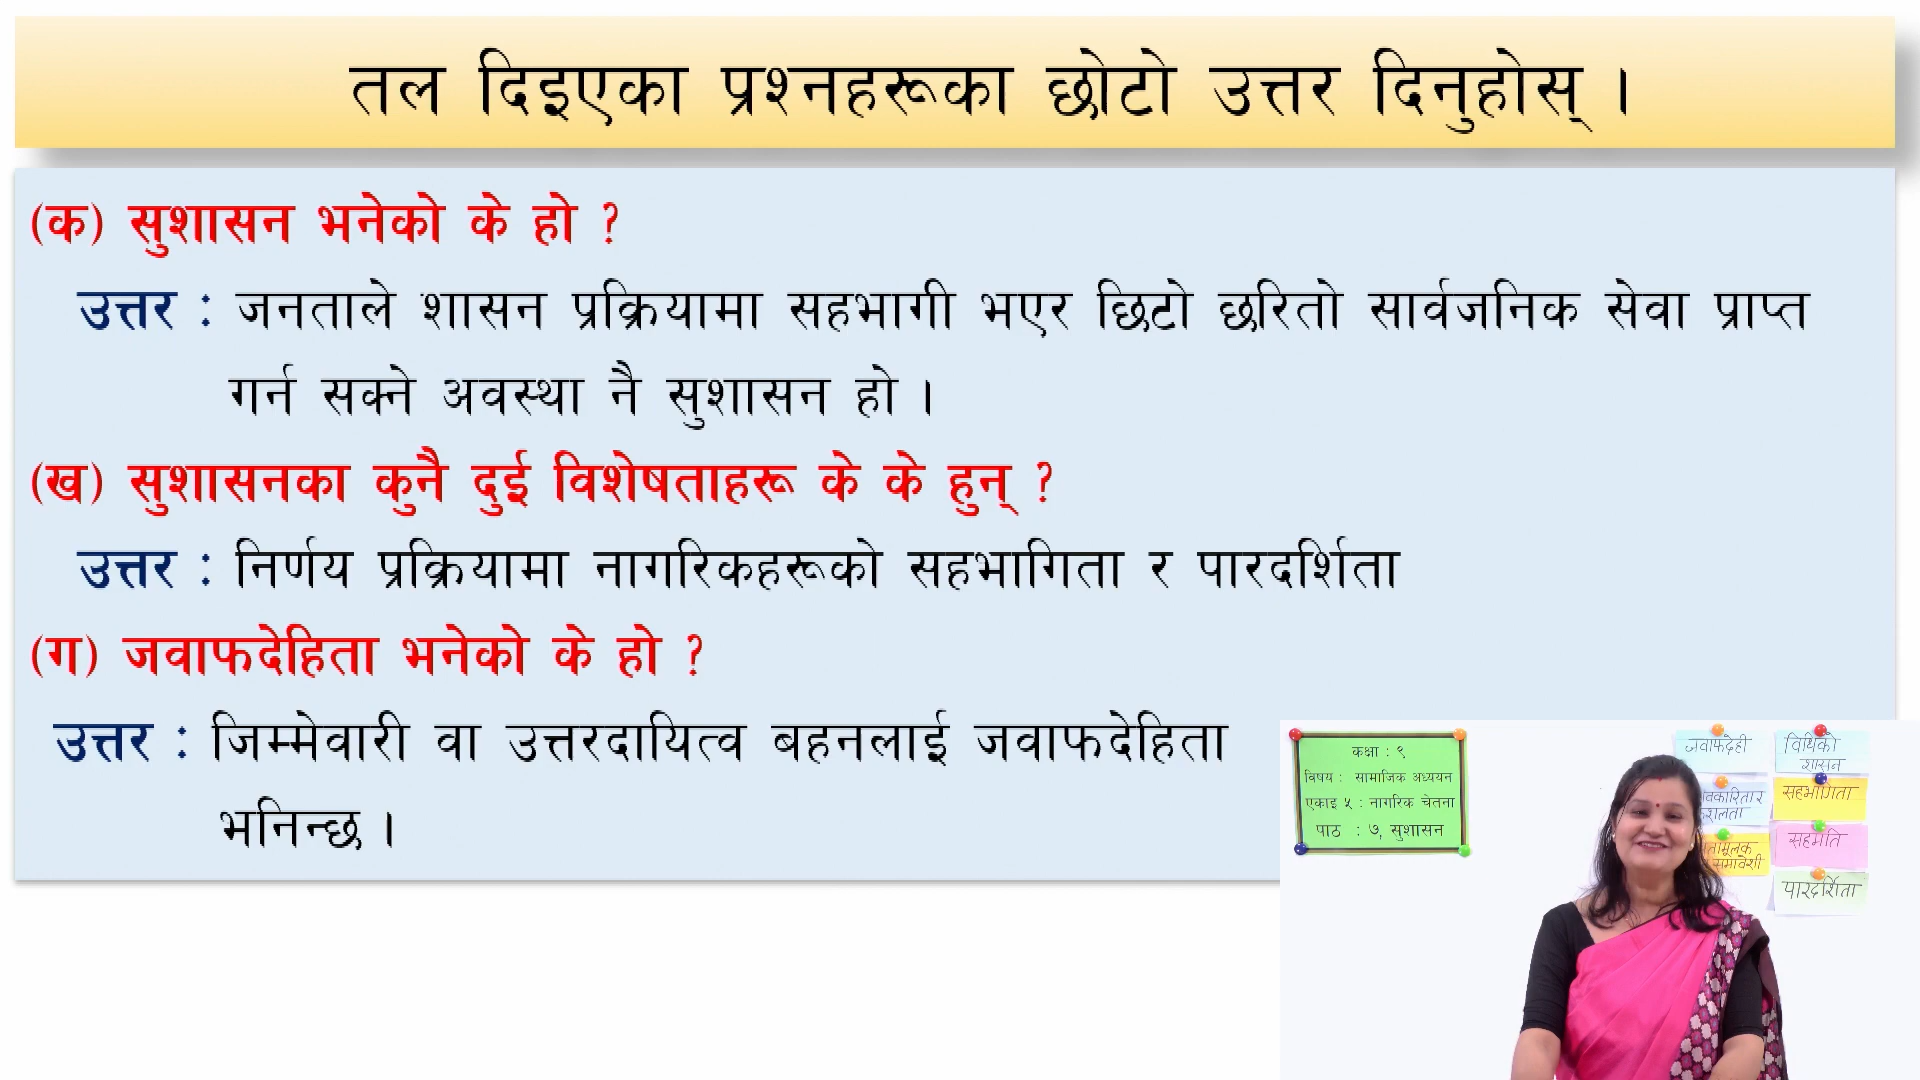 तल दिइएका प्रश्नहरूका छोटो उत्तर दिनुहोस् ।
(क) सुशासन भनेको के हो ?
उत्तर : जनताले शासन प्रक्रियामा सहभागी भएर छिटो छरितो सार्वजनिक सेवा प्राप्त
गर्न सक्ने अवस्था नै सुशासन हो ।
(ख) सुशासनका कुनै दुई विशेषताहरू के के हुन् ?
उत्तर : निर्णय प्रक्रियामा नागरिकहरूको सहभागिता र पारदर्शिता
(ग) जवाफदेहिता भनेको के हो ?
उत्तर : जिम्मेवारी वा उत्तरदायित्व बहनलाई जवाफदेहिता
भनिन्छ ।
कक्षा : ९
विषय : सामाजिक अध्ययन
एकाइ ५ : नागरिक चेतना
पाठ : ७, सुशासन
जवाफदेही
विधिको
शासन
सहभागिता
सहमति
समावेशी
पारदर्शिता